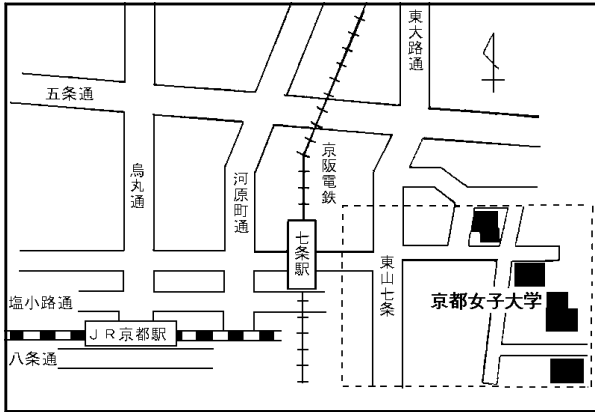 東大路通
五条通
烏丸通
河原町通
京阪電鉄
七条駅
東山七条
塩小路通
京都女子大学
JR京都駅
八条通